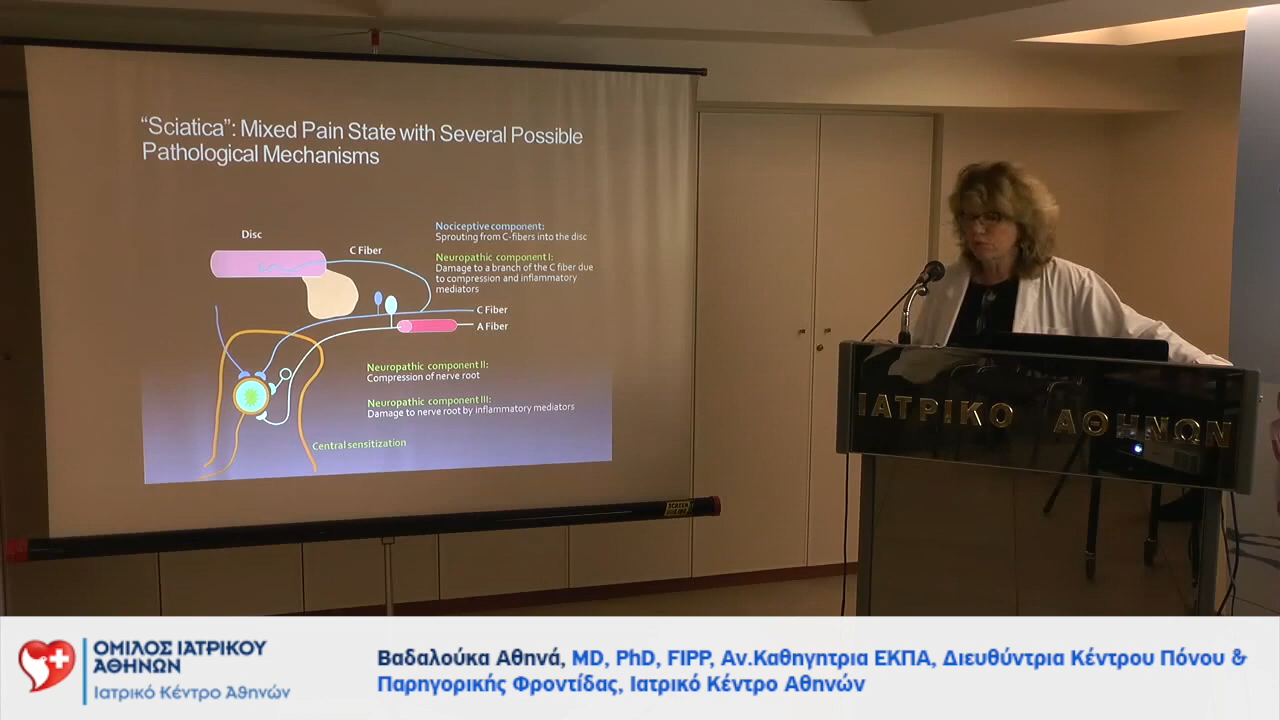 “Sciatica”: Mixed Pain State with Several Possible
Pathological Mechanisms
Disc
C Fiber
Nociceptive component:
Sprouting from C-fibers into the disc
Neuropathic component I:
Damage to a branch of the C fiber due
to compression and inflammatory
mediators
C Fiber
A Fiber
Neuropathic component II:
Compression of nerve root
Neuropathic component III:
Damage to nerve root by inflammatory mediators
Central sensitization
ΙΑΤΡΙΚΟ ΑΘΗΝΩΝ
ΟΜΙΛΟΣ ΙΑΤΡΙΚΟΥ
ΑΘΗΝΩΝ
Ιατρικό Κέντρο Αθηνών
Βαδαλούκα Αθηνά, MD, PhD, FIPP, Αν.Καθηγητρια ΕΚΠΑ, Διευθύντρια Κέντρου Πόνου &
Παρηγορικής Φροντίδας, Ιατρικό Κέντρο Αθηνών